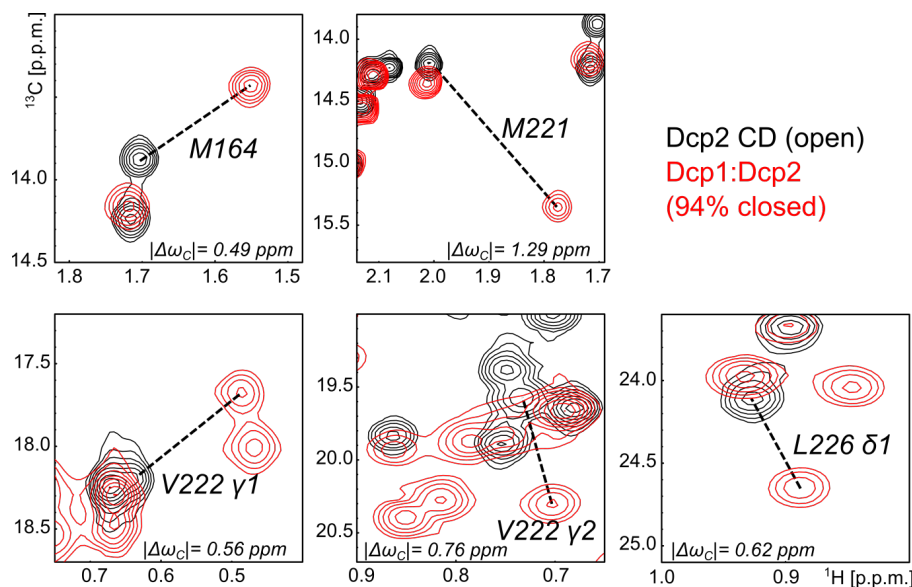 ¹³C [p.p.m.]
13.5
14.0
14.5
1.8 1.7 1.6 1.5
M164
|Δω_C|= 0.49 ppm
14.0
14.5
15.0
15.5
2.1 2.0 1.9 1.8 1.7
M221
|Δω_C|= 1.29 ppm
Dcp2 CD (open)
Dcp1:Dcp2
(94% closed)
17.5
18.0
18.5
0.7 0.6 0.5
V222 γ1
|Δω_C|= 0.56 ppm
19.5
20.0
20.5
0.9 0.8 0.7
V222 γ2
|Δω_C|= 0.76 ppm
24.0
24.5
25.0
1.0 0.9 ¹H [p.p.m.]
L226 δ1
|Δω_C|= 0.62 ppm